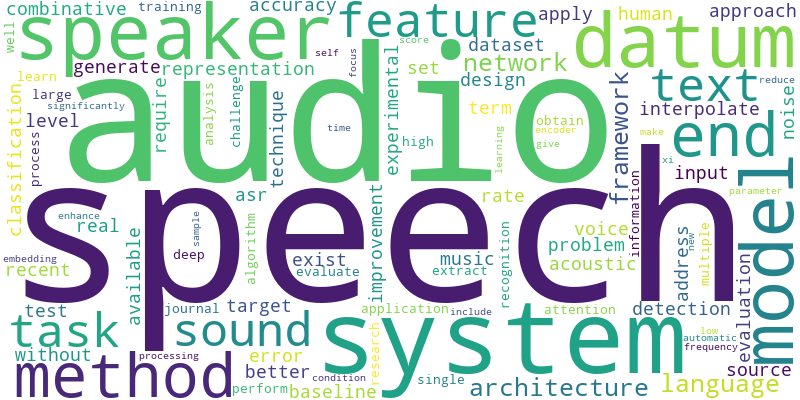 combinative
training
accuracy
feature
apply
human
approach
speaker
well
self
score
focus
dataset
datum
generate
representation
set
network
design
text
reduce
learn
large
significantly
level
process
classification
require
analysis
challenge
technique
experimental
high
time
audio
term
obtain
encoder
give
learning
framework
interpolate
noise
end
make
xi
input
parameter
model
speech
asr
rate
voice
problem
acoustic
information
address
new
multiple
enhance
real
embedding
recent
available
sample
deep
algorithm
exist
evaluate
improvement
music
extract
recognition
evaluation
test
task
without
journal
target
sound
application
include
system
attention
detection
low
automatic
frequency
source
method
processing
error
better
perform
condition
baseline
research
single
architecture
language